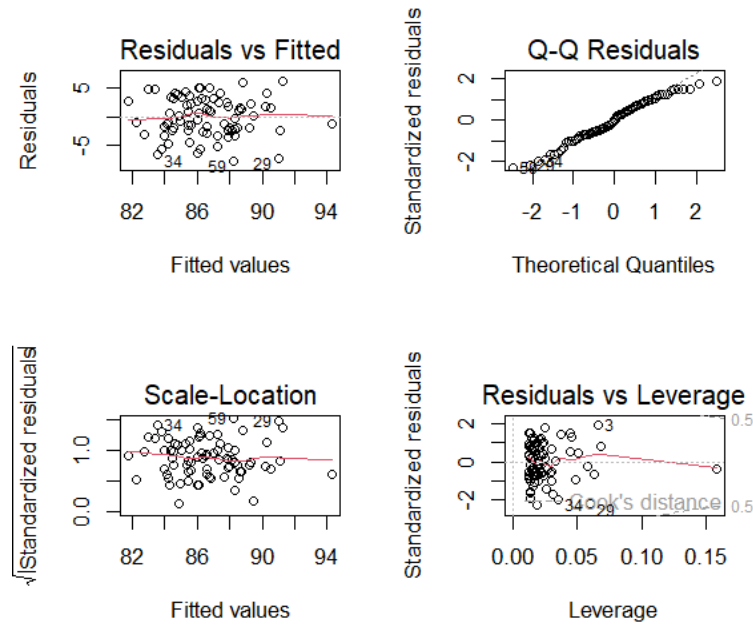 Residuals vs Fitted
Residuals
5
-5
34
59
29
82 86 90 94
Fitted values
Q-Q Residuals
Standardized residuals
2
0
-2
34
-2 -1 0 1 2
Theoretical Quantiles
Scale-Location
√|Standardized residuals
1.0
0.0
34
59
29
82 86 90 94
Fitted values
Residuals vs Leverage
Standardized residuals
2
0
-2
3
34
29
Cook's distance
0.5
0.5
0.00 0.05 0.10 0.15
Leverage